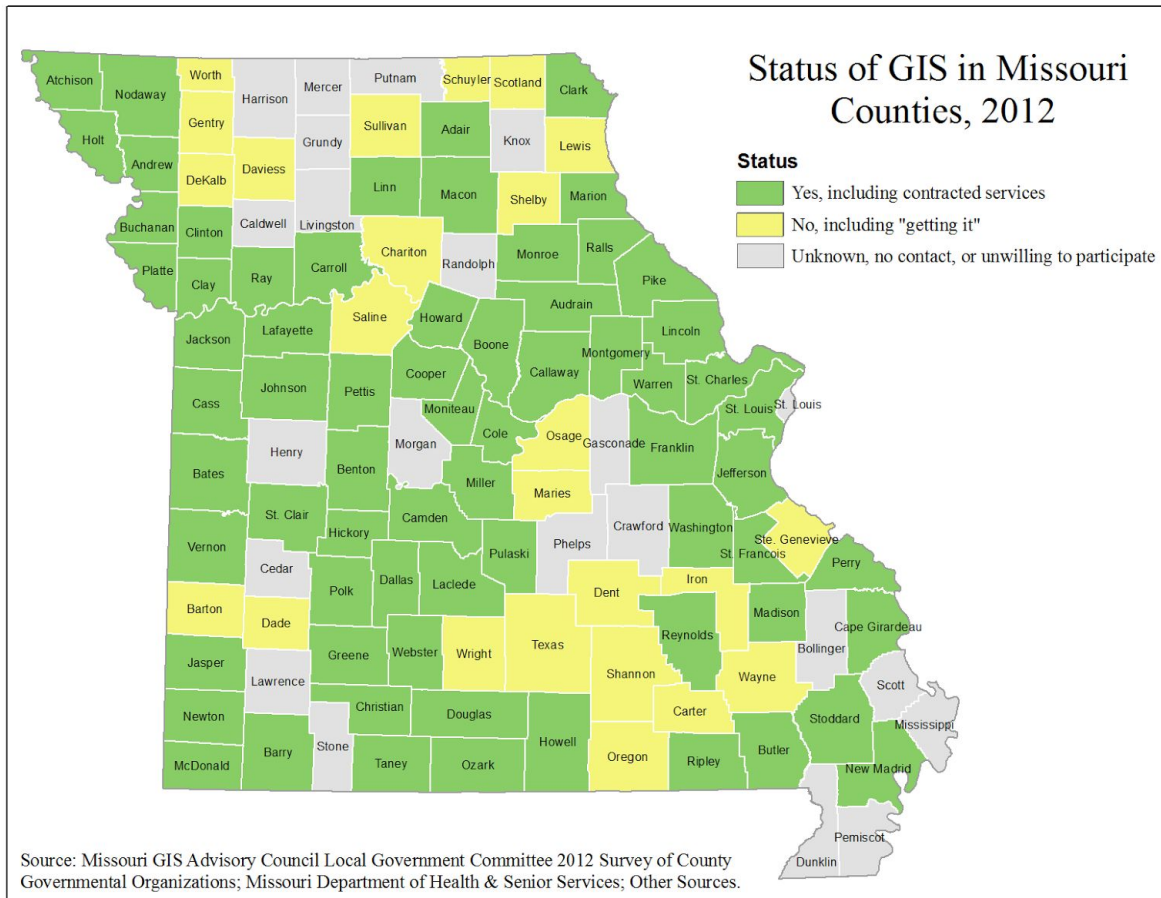 Status of GIS in Missouri
Counties, 2012
Status
Yes, including contracted services
No, including "getting it"
Unknown, no contact, or unwilling to participate
Atchison
Nodaway
Worth
Harrison
Mercer
Putnam
Schuyler
Scotland
Clark
Holt
Gentry
Sullivan
Adair
Knox
Lewis
Andrew
Grundy
DeKalb
Daviess
Linn
Macon
Shelby
Marion
Buchanan
Clinton
Caldwell
Livingston
Chariton
Randolph
Monroe
Ralls
Pike
Platte
Clay
Ray
Carroll
Audrain
Saline
Howard
Boone
Jackson
Lafayette
Montgomery
Lincoln
Callaway
Warren
St. Charles
Johnson
Pettis
Cooper
Cass
Moniteau
St. Louis
St. Louis
Cole
Osage
Gasconade
Franklin
Henry
Morgan
Bates
Benton
Miller
Jefferson
Maries
St. Clair
Camden
Hickory
Phelps
Crawford
Washington
St. Francois
Ste. Genevieve
Vernon
Cedar
Pulaski
Perry
Polk
Dallas
Laclede
Dent
Iron
Barton
Dade
Madison
Cape Girardeau
Reynolds
Bollinger
Jasper
Greene
Webster
Wright
Texas
Shannon
Wayne
Lawrence
Scott
Newton
Christian
Douglas
Carter
Stoddard
Mississippi
McDonald
Barry
Stone
Taney
Ozark
Howell
Oregon
Ripley
Butler
New Madrid
Pemiscot
Dunklin
Source: Missouri GIS Advisory Council Local Government Committee 2012 Survey of County
Governmental Organizations; Missouri Department of Health & Senior Services; Other Sources.